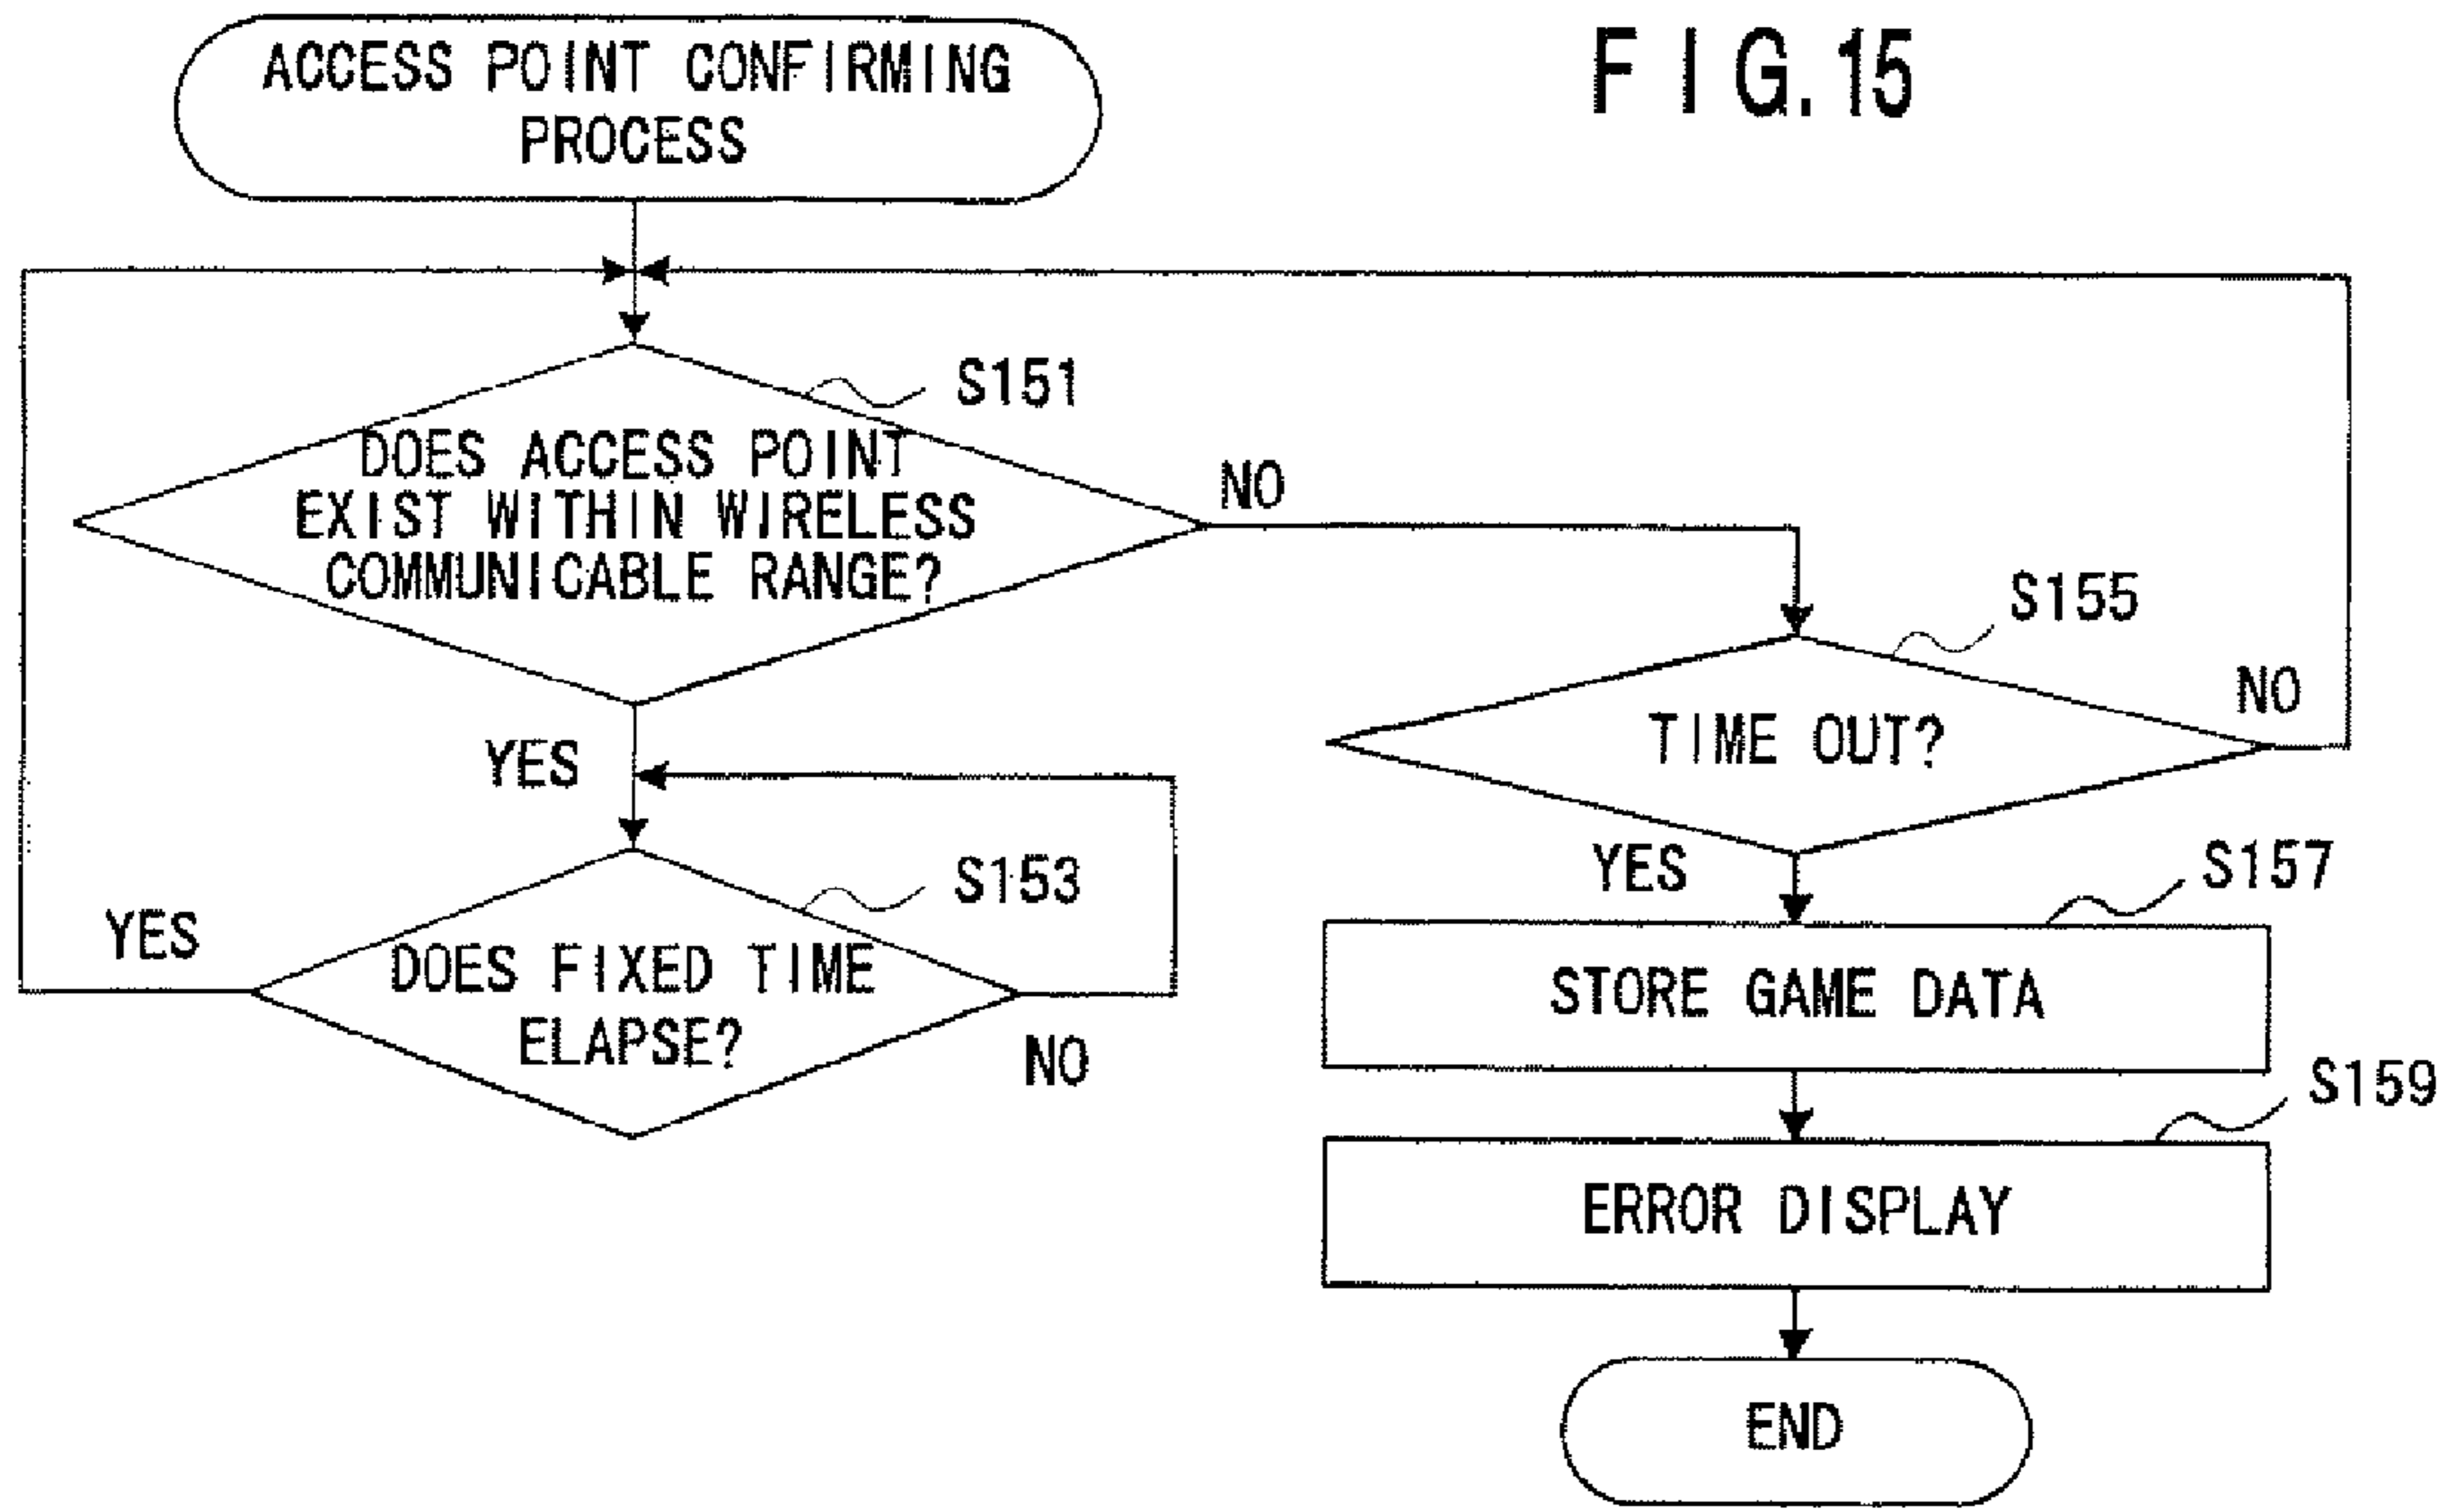 FIG.15
ACCESS POINT CONFIRMING
PROCESS
S151
DOES ACCESS POINT
EXIST WITHIN WIRELESS
COMMUNICABLE RANGE?
NO
YES
S153
DOES FIXED TIME
ELAPSE?
YES
NO
S155
TIME OUT?
NO
YES
S157
STORE GAME DATA
S159
ERROR DISPLAY
END